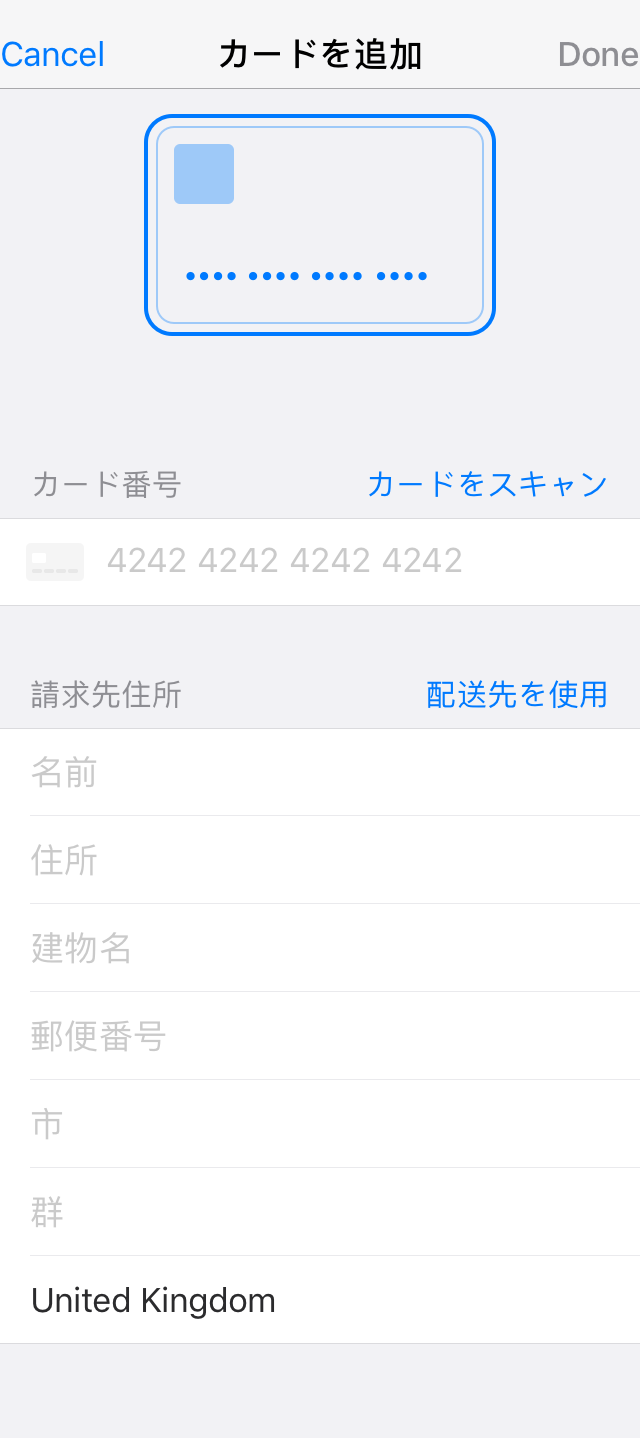 Cancel カードを追加 Done
•••• •••• •••• ••••
カード番号 カードをスキャン
4242 4242 4242 4242
請求先住所 配送先を使用
名前
住所
建物名
郵便番号
市
群
United Kingdom